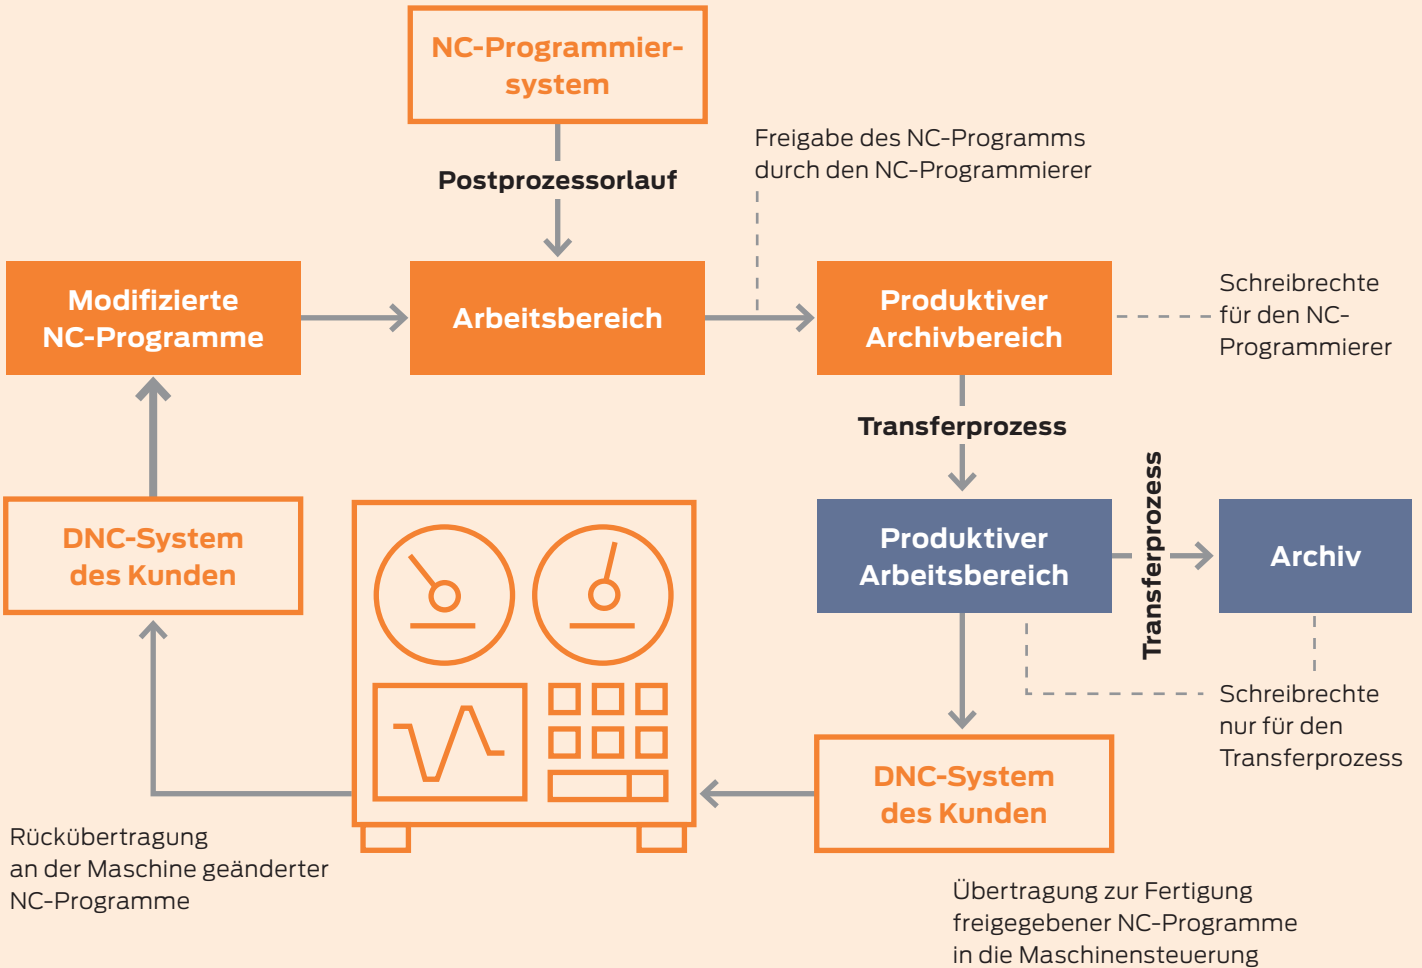 NC-Programmier-
system
Postprozessorlauf
Freigabe des NC-Programms
durch den NC-Programmierer
Modifizierte
NC-Programme
Arbeitsbereich
Produktiver
Archivbereich
Schreibrechte
für den NC-
Programmierer
Transferprozess
DNC-System
des Kunden
Produktiver
Arbeitsbereich
Transferprozess
Archiv
Schreibrechte
nur für den
Transferprozess
DNC-System
des Kunden
Rückübertragung
an der Maschine geänderter
NC-Programme
Übertragung zur Fertigung
freigegebener NC-Programme
in die Maschinensteuerung